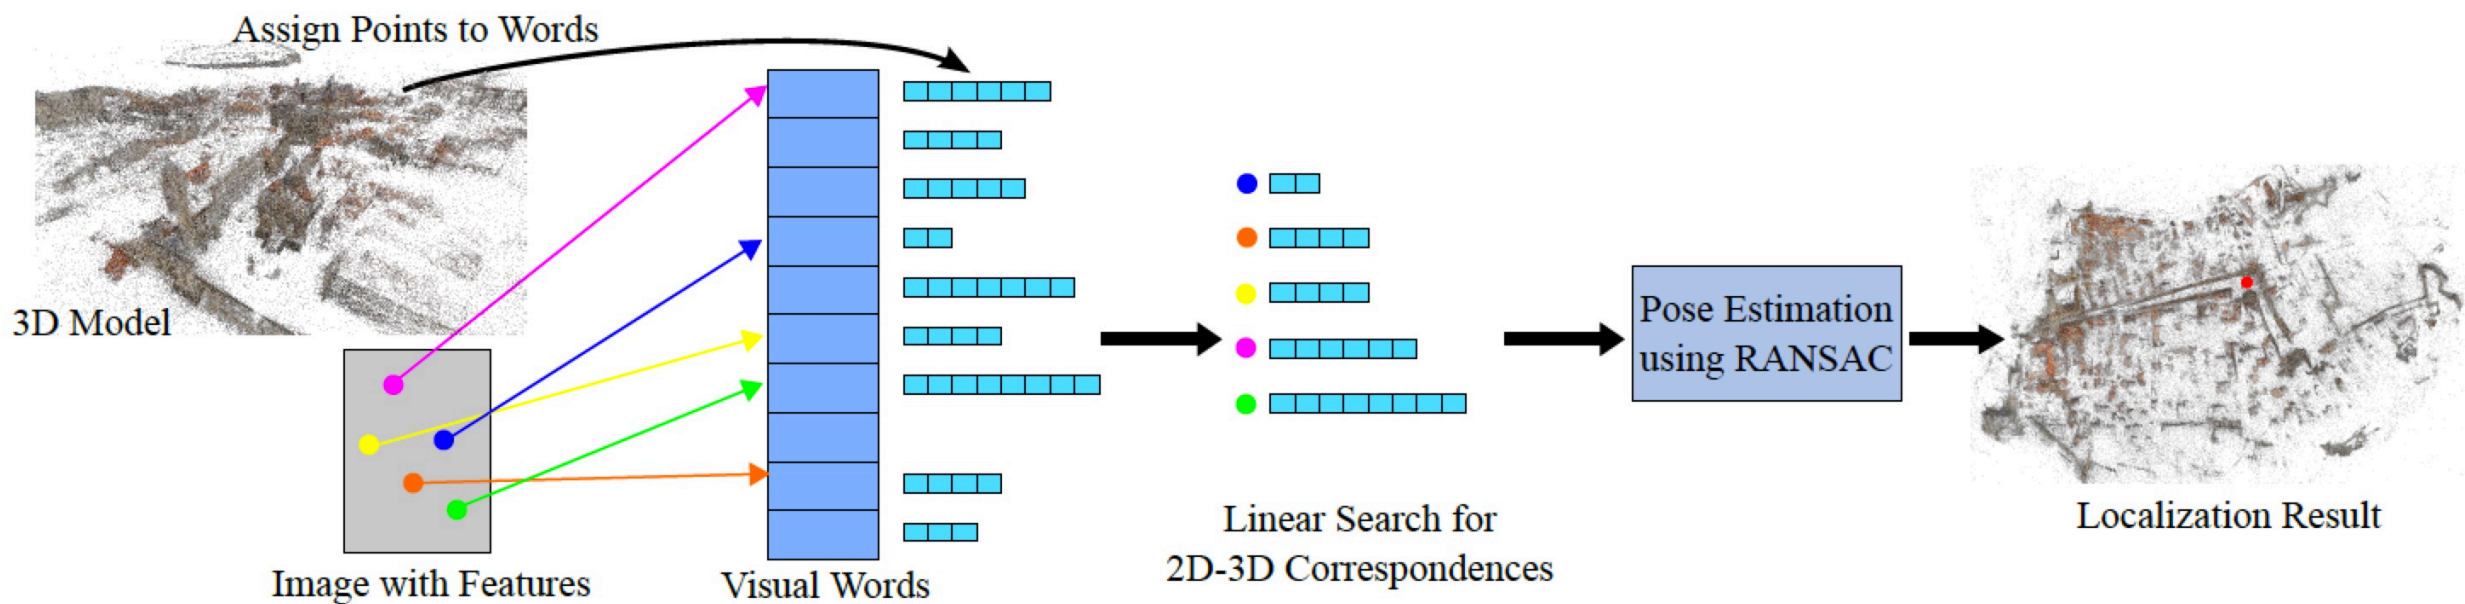 Assign Points to Words
3D Model
Image with Features
Visual Words
Linear Search for
2D-3D Correspondences
Pose Estimation
using RANSAC
Localization Result